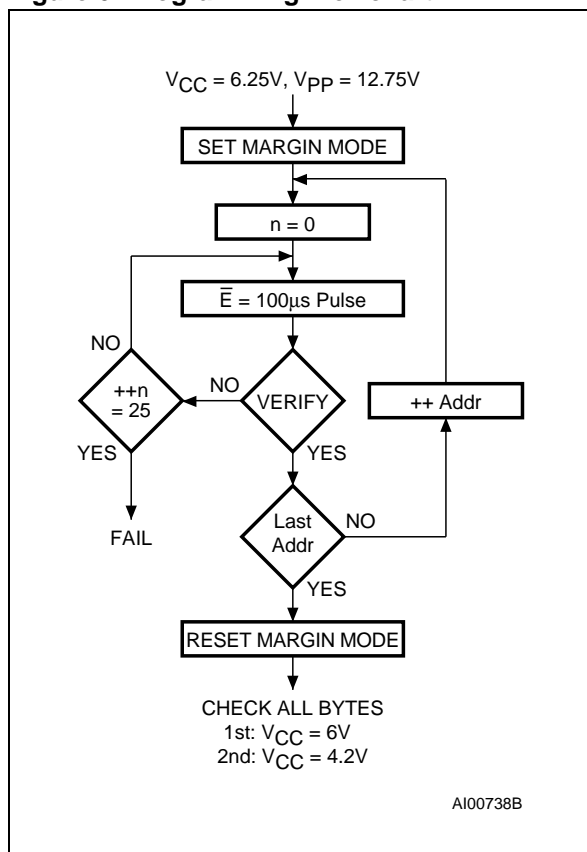 VCC = 6.25V, VPP = 12.75V
SET MARGIN MODE
n = 0
E̅ = 100µs Pulse
NO
++n
= 25
NO
VERIFY
++ Addr
YES
YES
FAIL
Last
Addr
NO
YES
RESET MARGIN MODE
CHECK ALL BYTES
1st: VCC = 6V
2nd: VCC = 4.2V
AI00738B